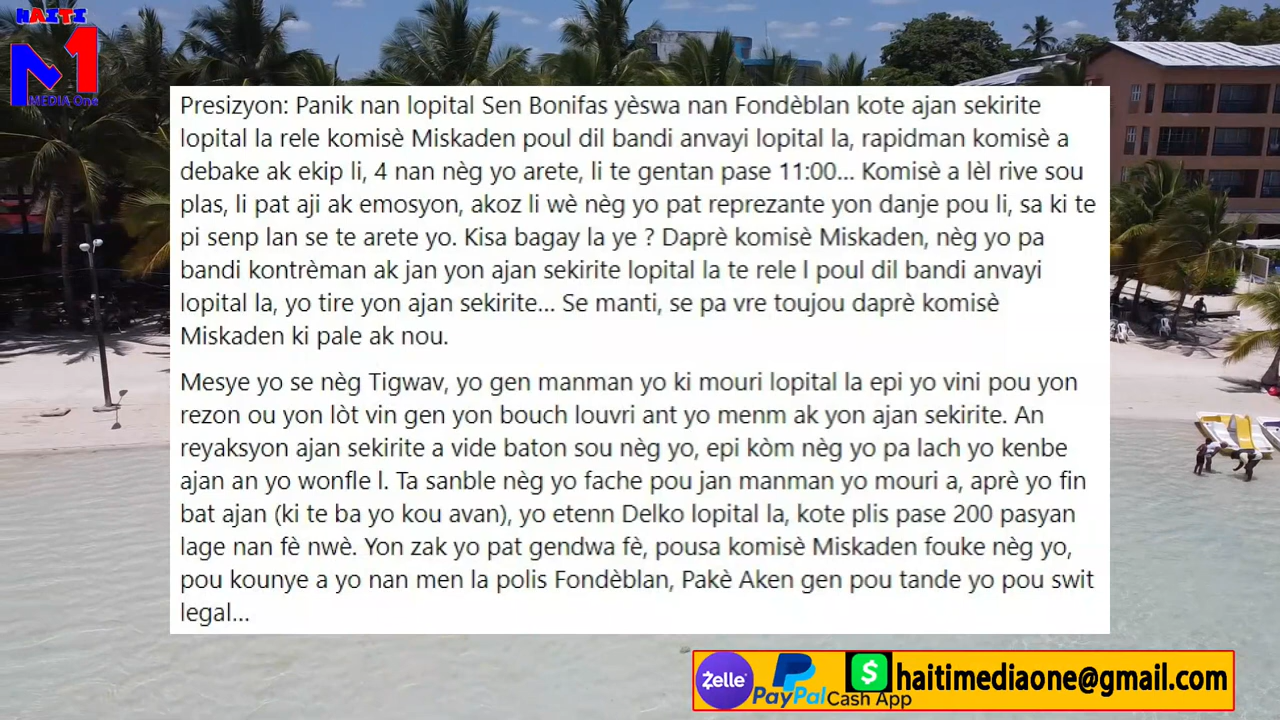 HAITI
M1
MEDIA One
Presizyon: Panik nan lopital Sen Bonifas yèswa nan Fondèblan kote ajan sekirite
lopital la rele komisè Miskaden poul dil bandi anvayi lopital la, rapidman komisè a
debake ak ekip li, 4 nan nèg yo arete, li te gentan pase 11:00... Komisè a lèl rive sou
plas, li pat aji ak emosyon, akoz li wè nèg yo pat reprezante yon danje pou li, sa ki te
pi senp lan se te arete yo. Kisa bagay la ye ? Daprè komisè Miskaden, nèg yo pa
bandi kontrèman ak jan yon ajan sekirite lopital la te rele l poul dil bandi anvayi
lopital la, yo tire yon ajan sekirite... Se manti, se pa vre toujou daprè komisè
Miskaden ki pale ak nou.
Mesye yo se nèg Tigwav, yo gen manman yo ki mouri lopital la epi yo vini pou yon
rezon ou yon lòt vin gen yon bouch louvri ant yo menm ak yon ajan sekirite. An
reyaksyon ajan sekirite a vide baton sou nèg yo, epi kòm nèg yo pa lach yo kenbe
ajan an yo wonfle l. Ta sanble nèg yo fache pou jan manman yo mouri a, aprè yo fin
bat ajan (ki te ba yo kou avan), yo etenn Delko lopital la, kote plis pase 200 pasyan
lage nan fè nwè. Yon zak yo pat gendwa fè, pousa komisè Miskaden fouke nèg yo,
pou kounye a yo nan men la polis Fondèblan, Pakè Aken gen pou tande yo pou swit
legal...
Zelle PayPal $ Cash App haitimediaone@gmail.com